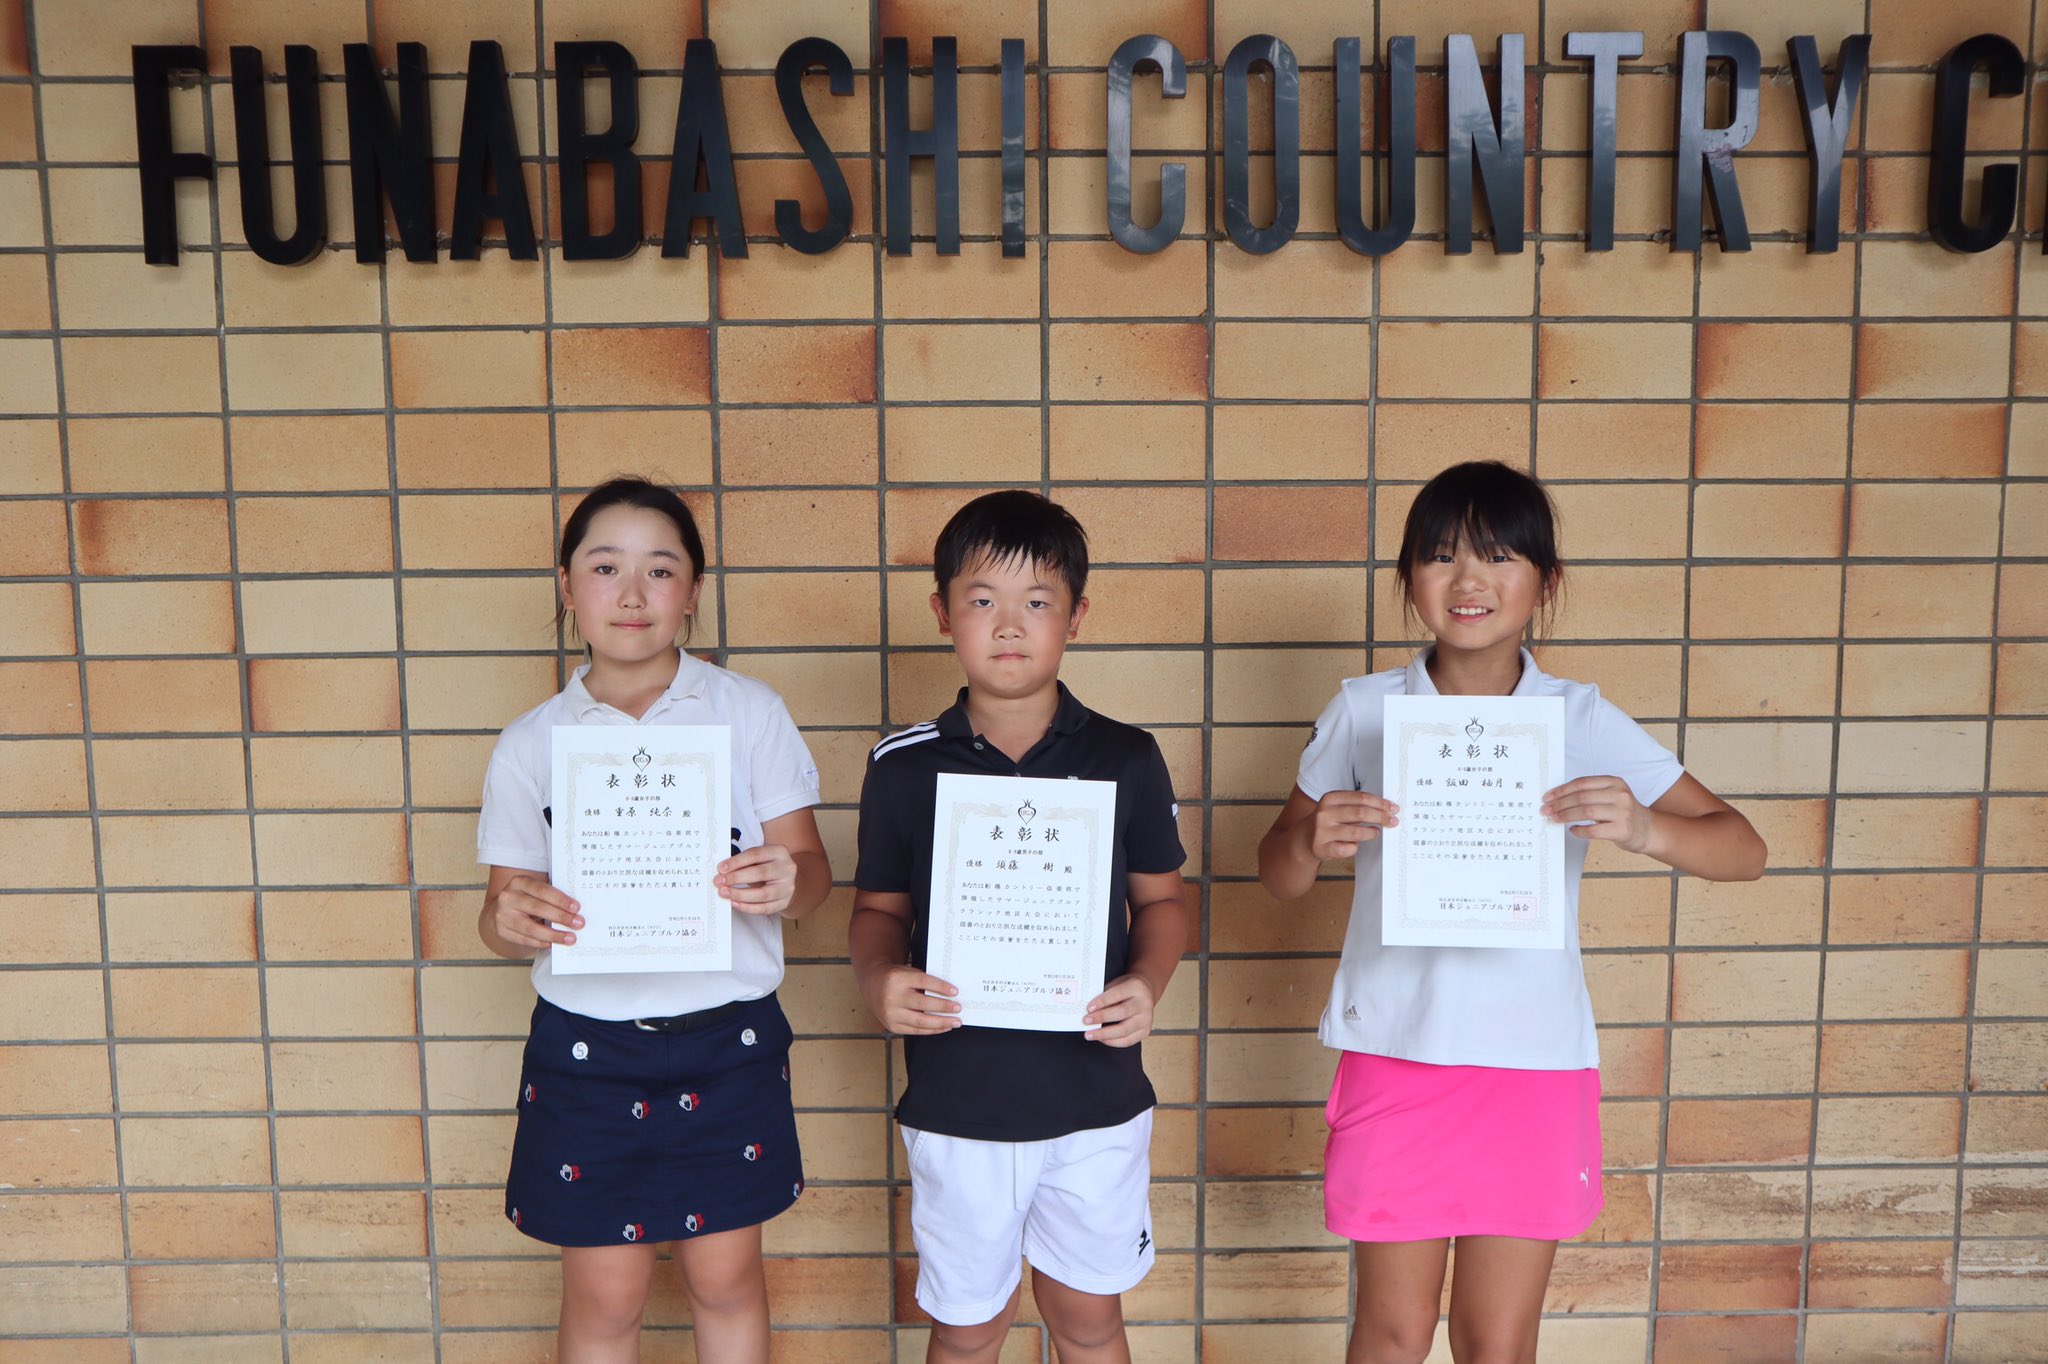 FUNABASHI COUNTRY C
JGA
表彰状
優勝 重原 純奈 殿
あなたは船橋カントリー倶楽部で
開催したサマージュニアゴルフ
クラシック地区大会において
頭書のとおり立派な成績を収められました
ここにその栄誉をたたえ賞します
日本ジュニアゴルフ協会
JGA
表彰状
優勝 須藤 樹 殿
あなたは船橋カントリー倶楽部で
開催したサマージュニアゴルフ
クラシック地区大会において
頭書のとおり立派な成績を収められました
ここにその栄誉をたたえ賞します
日本ジュニアゴルフ協会
JGA
表彰状
優勝 飯田 柚月 殿
あなたは船橋カントリー倶楽部で
開催したサマージュニアゴルフ
クラシック地区大会において
頭書のとおり立派な成績を収められました
ここにその栄誉をたたえ賞します
日本ジュニアゴルフ協会
adidas